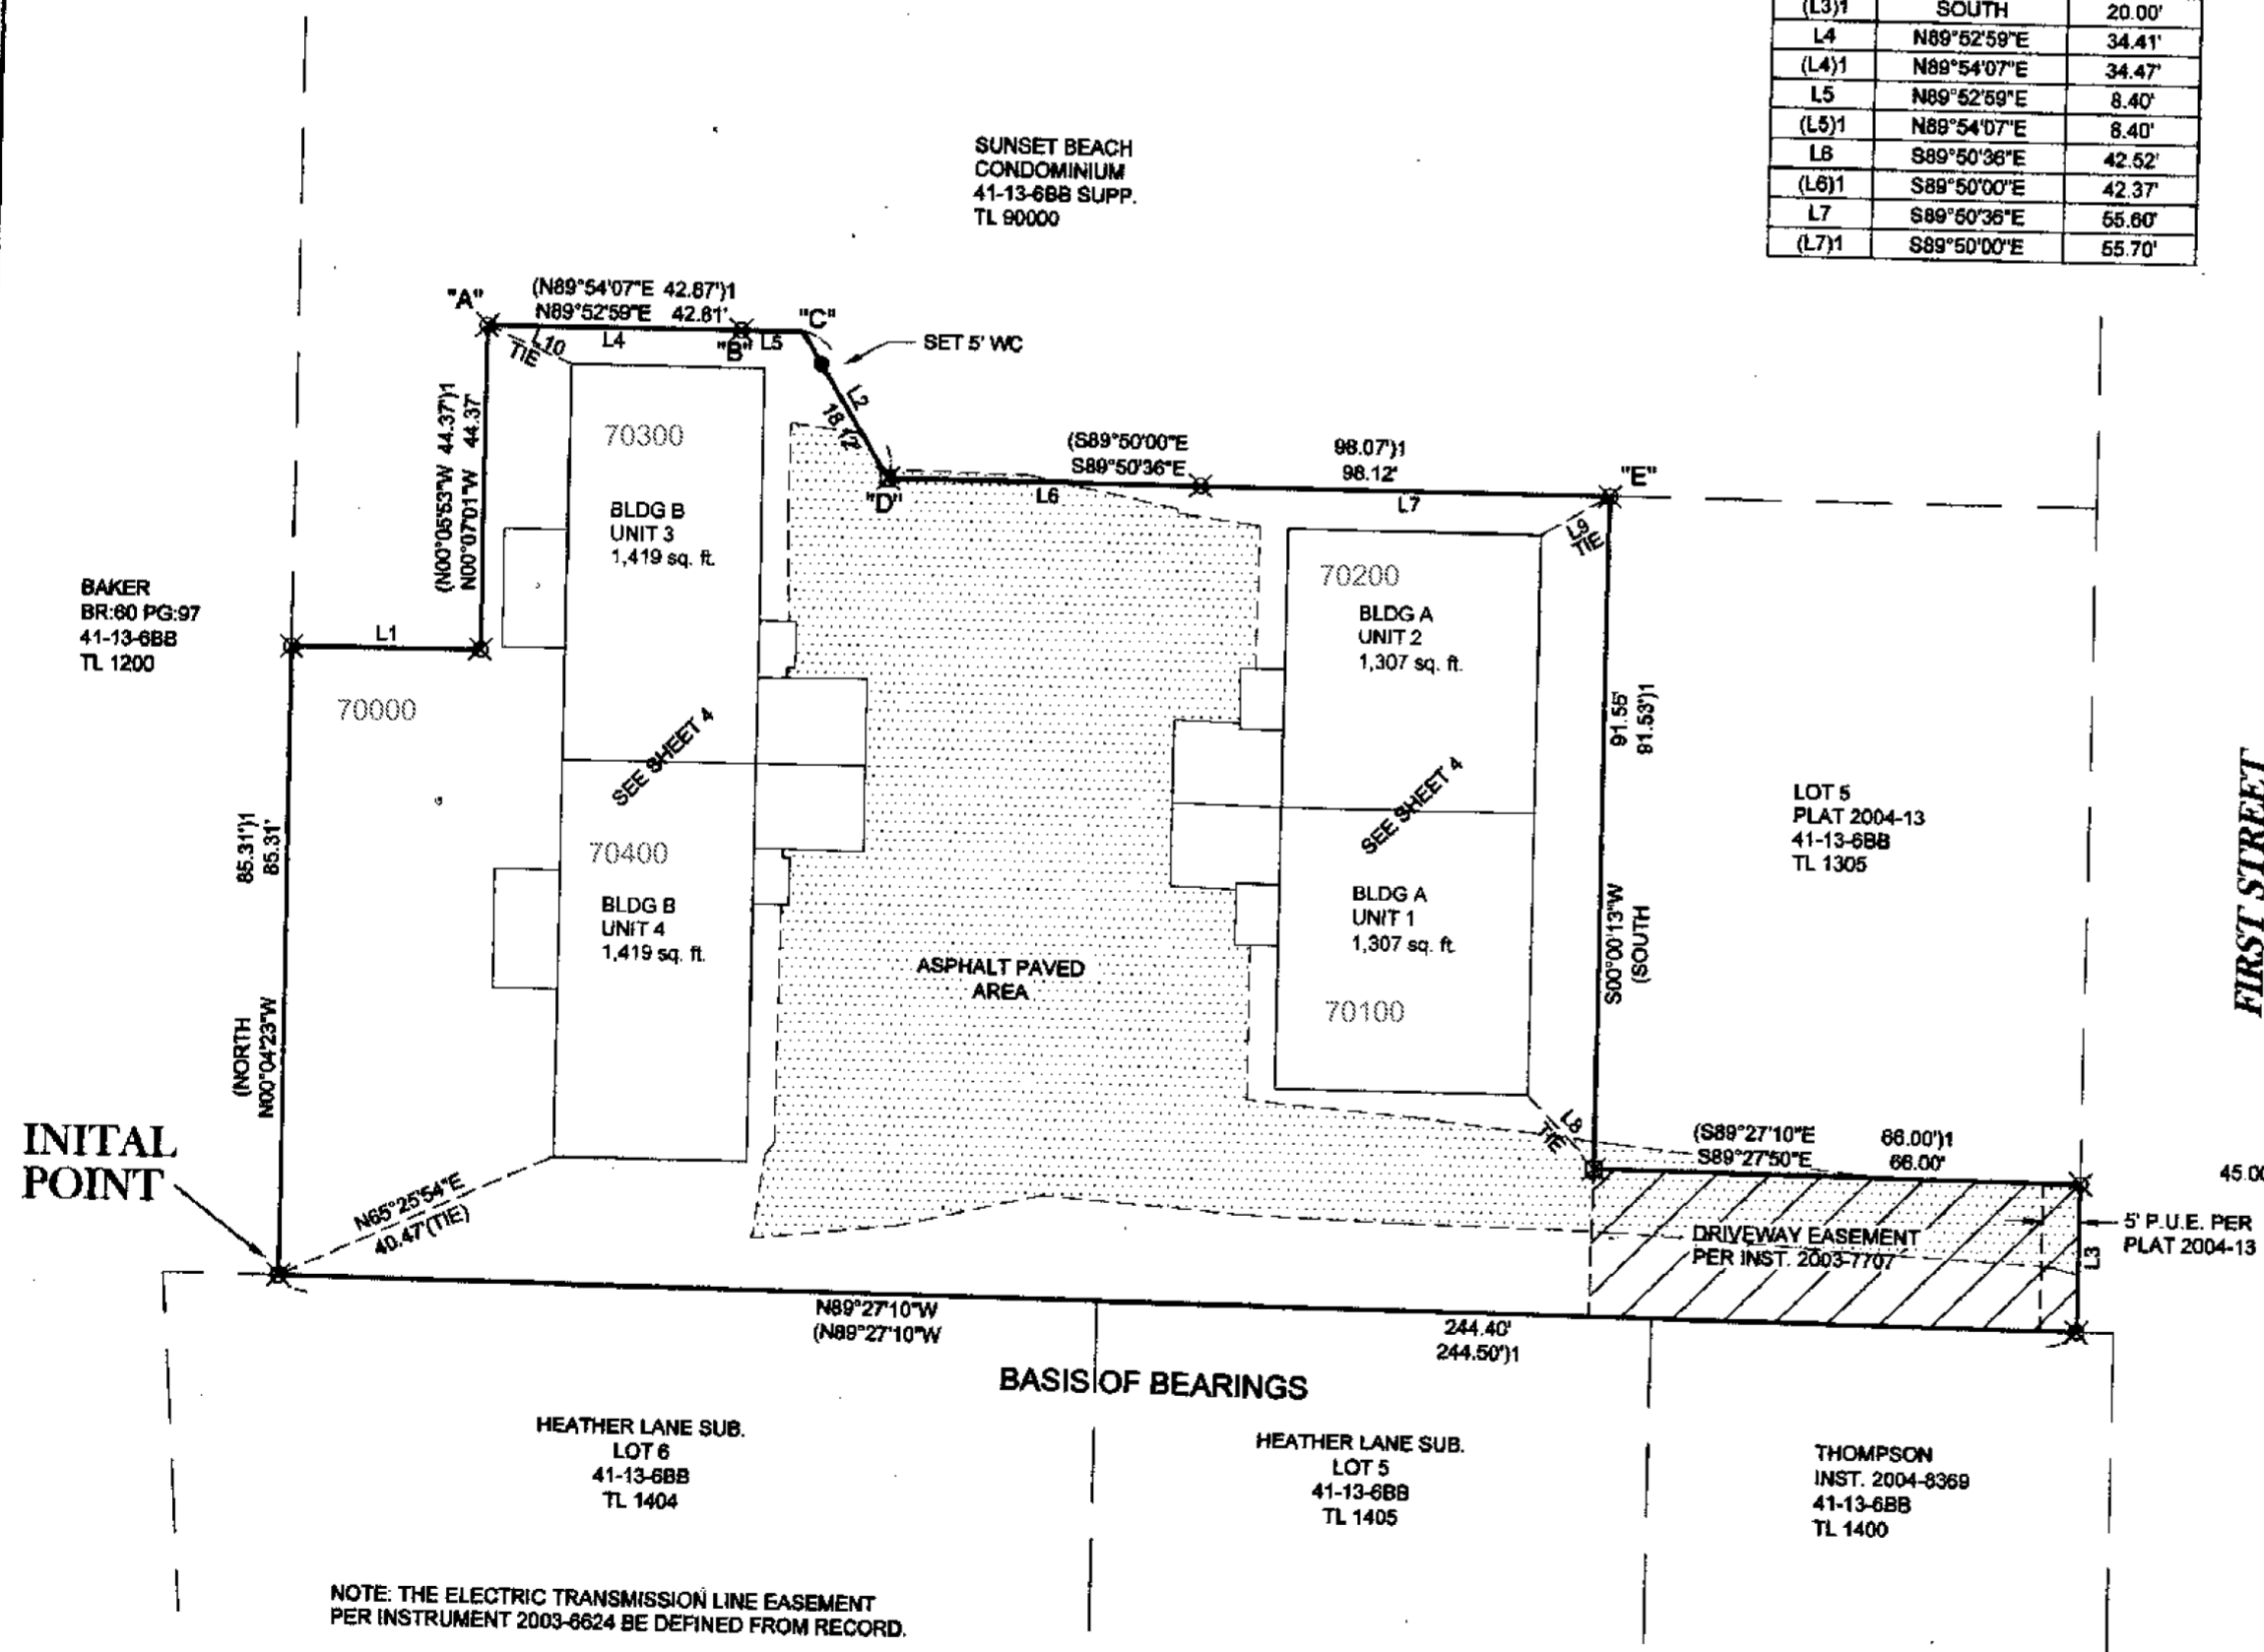 (L3)1 SOUTH 20.00'
L4 N89°52'59"E 34.41'
(L4)1 N89°54'07"E 34.47'
L5 N89°52'59"E 8.40'
(L5)1 N89°54'07"E 8.40'
L6 S89°50'36"E 42.52'
(L6)1 S89°50'00"E 42.37'
L7 S89°50'36"E 55.60'
(L7)1 S89°50'00"E 55.70'
SUNSET BEACH
CONDOMINIUM
41-13-6BB SUPP.
TL 90000
"A"
(N89°54'07"E 42.87')1
N89°52'59"E 42.81'
"C"
L10
TIE
L4
"B"
L5
SET 5' WC
L2
18.17'
(N00°05'53"W 44.37')1
N00°07'01"W 44.37'
70300
BLDG B
UNIT 3
1,419 sq. ft.
(S89°50'00"E 98.07')1
S89°50'36"E 98.12'
"D"
L6
L7
"E"
L9
TIE
70200
BLDG A
UNIT 2
1,307 sq. ft.
BAKER
BR:60 PG:97
41-13-6BB
TL 1200
L1
70000
SEE SHEET 4
SEE SHEET 4
91.55'
91.53')1
S00°00'13"W
(SOUTH
LOT 5
PLAT 2004-13
41-13-6BB
TL 1305
FIRST STREET
85.31')1
85.31'
(NORTH
N00°04'23"W
70400
BLDG B
UNIT 4
1,419 sq. ft.
ASPHALT PAVED
AREA
BLDG A
UNIT 1
1,307 sq. ft.
70100
L8
TIE
(S89°27'10"E 66.00')1
S89°27'50"E 66.00'
45.00
INITAL
POINT
N65°25'54"E
40.47'(TIE)
DRIVEWAY EASEMENT
PER INST. 2003-7707
5' P.U.E. PER
PLAT 2004-13
L3
N89°27'10"W 244.40'
(N89°27'10"W 244.50')1
BASIS OF BEARINGS
HEATHER LANE SUB.
LOT 6
41-13-6BB
TL 1404
HEATHER LANE SUB.
LOT 5
41-13-6BB
TL 1405
THOMPSON
INST. 2004-8369
41-13-6BB
TL 1400
NOTE: THE ELECTRIC TRANSMISSION LINE EASEMENT
PER INSTRUMENT 2003-6624 BE DEFINED FROM RECORD.